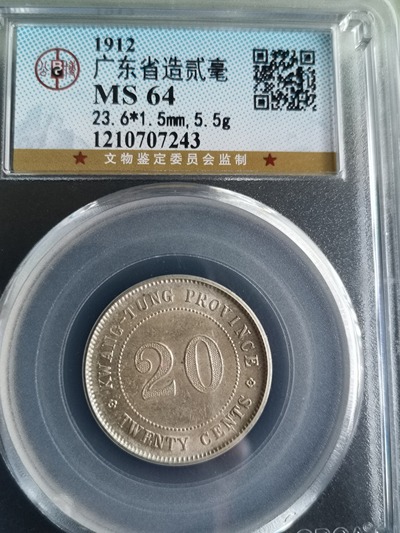 1912
广东省造贰毫
MS 64
23.6*1.5mm,5.5g
1210707243
★ 文物鉴定委员会监制 ★
KWANG-TUNG PROVINCE
20
TWENTY CENTS